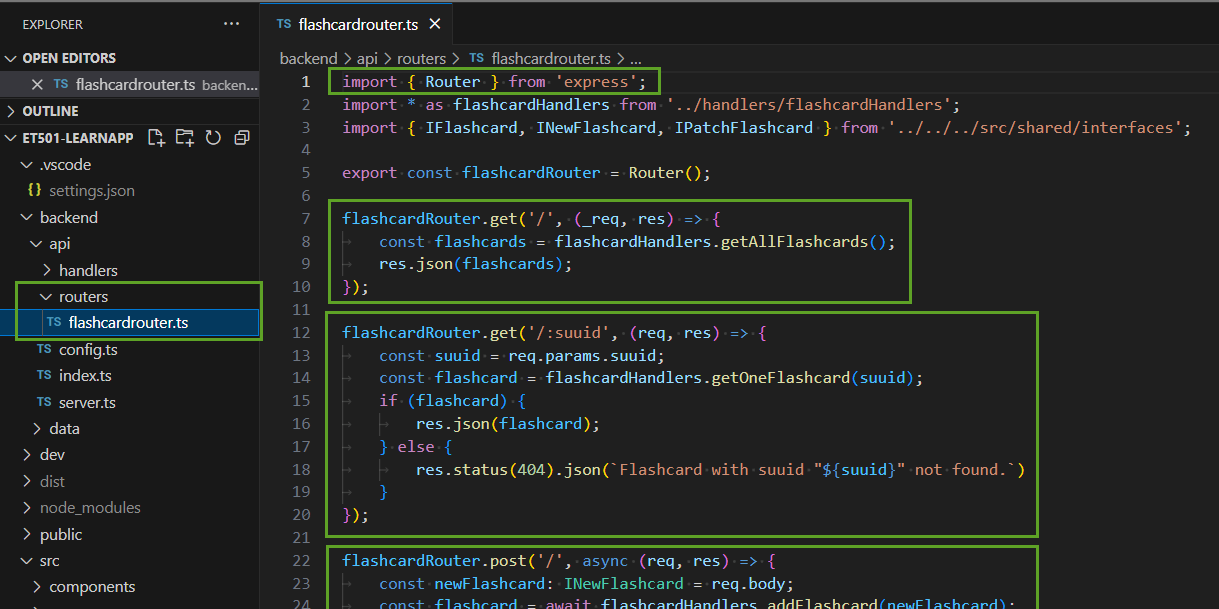 EXPLORER
···
OPEN EDITORS
TS flashcardrouter.ts backen...
OUTLINE
ET501-LEARNAPP
.vscode
{} settings.json
backend
api
handlers
routers
TS flashcardrouter.ts
TS config.ts
TS index.ts
TS server.ts
data
dev
dist
node_modules
public
src
components
TS flashcardrouter.ts
backend > api > routers > TS flashcardrouter.ts > ...
1 import { Router } from 'express';
2 import * as flashcardHandlers from '../handlers/flashcardHandlers';
3 import { IFlashcard, INewFlashcard, IPatchFlashcard } from '../../../src/shared/interfaces';
4
5 export const flashcardRouter = Router();
6
7 flashcardRouter.get('/', (_req, res) => {
8 const flashcards = flashcardHandlers.getAllFlashcards();
9 res.json(flashcards);
10 });
11
12 flashcardRouter.get('/:suuid', (req, res) => {
13 const suuid = req.params.suuid;
14 const flashcard = flashcardHandlers.getOneFlashcard(suuid);
15 if (flashcard) {
16 res.json(flashcard);
17 } else {
18 res.status(404).json(`Flashcard with suuid "${suuid}" not found.`)
19 }
20 });
21
22 flashcardRouter.post('/', async (req, res) => {
23 const newFlashcard: INewFlashcard = req.body;
24 const flashcard = await flashcardHandlers.addFlashcard(newFlashcard);